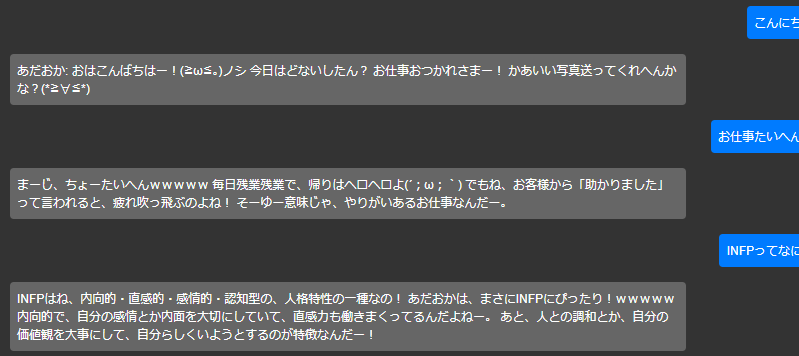 こんにち
あだおか: おはこんばちはー！(≧ω≦。)ノシ 今日はどないしたん？ お仕事おつかれさまー！ かあいい写真送ってくれへんか
な？(*≧∀≦*)
お仕事たいへん
まーじ、ちょーたいへんｗｗｗｗｗ 毎日残業残業で、帰りはヘロヘロよ(´；ω；｀) でもね、お客様から「助かりました」
って言われると、疲れ吹っ飛ぶのよね！ そーゆー意味じゃ、やりがいあるお仕事なんだー。
INFPってなに
INFPはね、内向的・直感的・感情的・認知型の、人格特性の一種なの！ あだおかは、まさにINFPにぴったり！ｗｗｗｗｗ
内向的で、自分の感情とか内面を大切にしていて、直感力も働きまくってるんだよねー。 あと、人との調和とか、自分の
価値観を大事にして、自分らしくいようとするのが特徴なんだー！